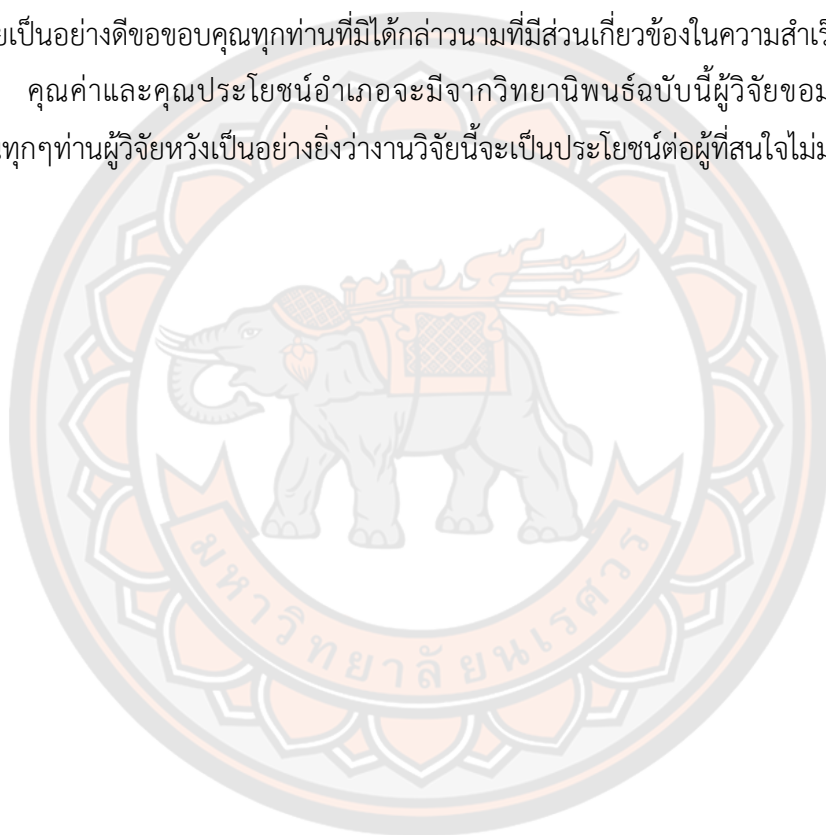 ยเป็นอย่างดีขอขอบคุณทุกท่านที่มิได้กล่าวนามที่มีส่วนเกี่ยวข้องในความสำเร็
คุณค่าและคุณประโยชน์อำเภอจะมีจากวิทยานิพนธ์ฉบับนี้ผู้วิจัยขอม
ทุกๆท่านผู้วิจัยหวังเป็นอย่างยิ่งว่างานวิจัยนี้จะเป็นประโยชน์ต่อผู้ที่สนใจไม่ม
มหาวิทยาลัยนเรศวร